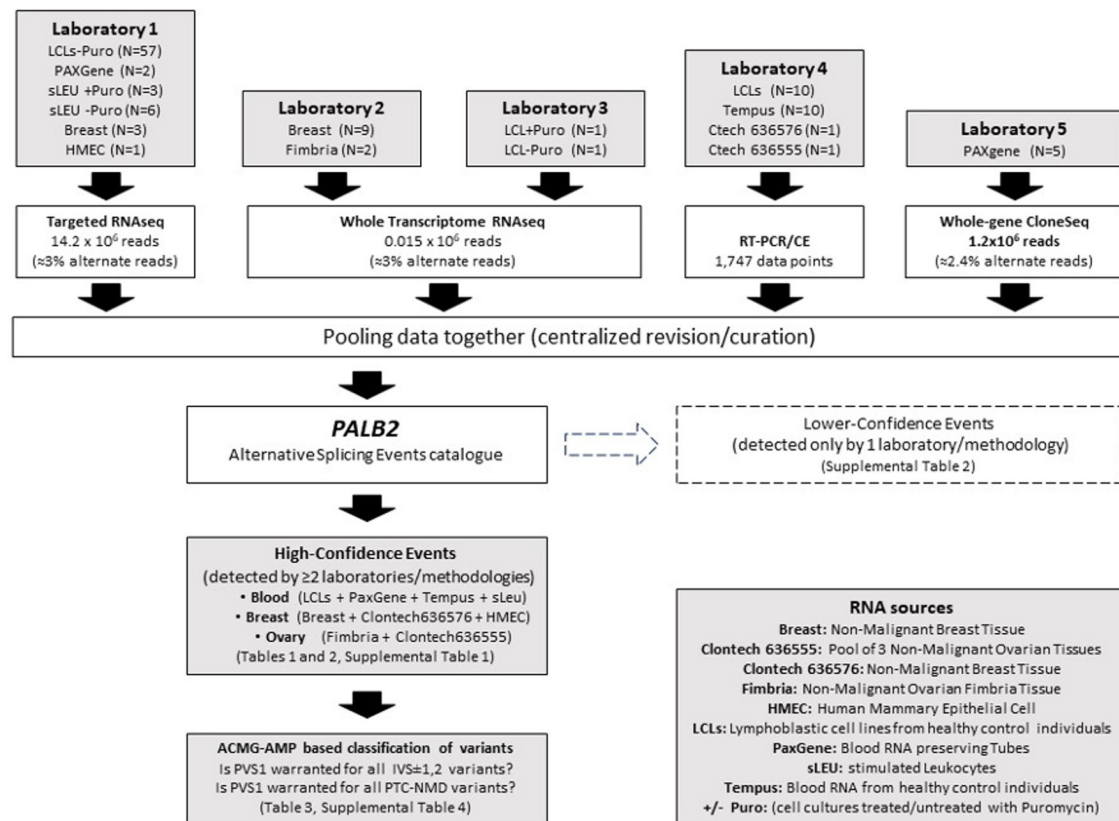 Laboratory 1
LCLs-Puro (N=57)
PAXGene (N=2)
sLEU +Puro (N=3)
sLEU -Puro (N=6)
Breast (N=3)
HMEC (N=1)
Laboratory 2
Breast (N=9)
Fimbria (N=2)
Laboratory 3
LCL+Puro (N=1)
LCL-Puro (N=1)
Laboratory 4
LCLs (N=10)
Tempus (N=10)
Ctech 636576 (N=1)
Ctech 636555 (N=1)
Laboratory 5
PAXgene (N=5)
Targeted RNAseq
14.2 x 10⁶ reads
(≈3% alternate reads)
Whole Transcriptome RNAseq
0.015 x 10⁶ reads
(≈3% alternate reads)
RT-PCR/CE
1,747 data points
Whole-gene CloneSeq
1.2x10⁶ reads
(≈2.4% alternate reads)
Pooling data together (centralized revision/curation)
PALB2
Alternative Splicing Events catalogue
Lower-Confidence Events
(detected only by 1 laboratory/methodology)
(Supplemental Table 2)
High-Confidence Events
(detected by ≥2 laboratories/methodologies)
• Blood (LCLs + PaxGene + Tempus + sLeu)
• Breast (Breast + Clontech636576 + HMEC)
• Ovary (Fimbria + Clontech636555)
(Tables 1 and 2, Supplemental Table 1)
ACMG-AMP based classification of variants
Is PVS1 warranted for all IVS±1,2 variants?
Is PVS1 warranted for all PTC-NMD variants?
(Table 3, Supplemental Table 4)
RNA sources
Breast: Non-Malignant Breast Tissue
Clontech 636555: Pool of 3 Non-Malignant Ovarian Tissues
Clontech 636576: Non-Malignant Breast Tissue
Fimbria: Non-Malignant Ovarian Fimbria Tissue
HMEC: Human Mammary Epithelial Cell
LCLs: Lymphoblastic cell lines from healthy control individuals
PaxGene: Blood RNA preserving Tubes
sLEU: stimulated Leukocytes
Tempus: Blood RNA from healthy control individuals
+/- Puro: (cell cultures treated/untreated with Puromycin)